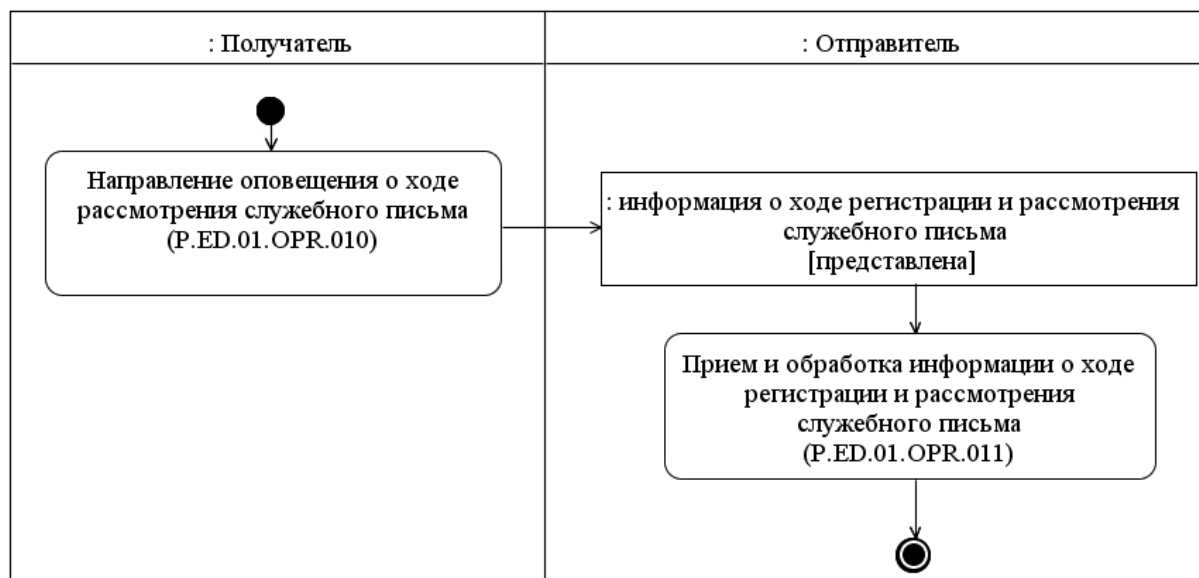 : Получатель
: Отправитель
Направление оповещения о ходе
рассмотрения служебного письма
(P.ED.01.OPR.010)
: информация о ходе регистрации и рассмотрения
служебного письма
[представлена]
Прием и обработка информации о ходе
регистрации и рассмотрения
служебного письма
(P.ED.01.OPR.011)